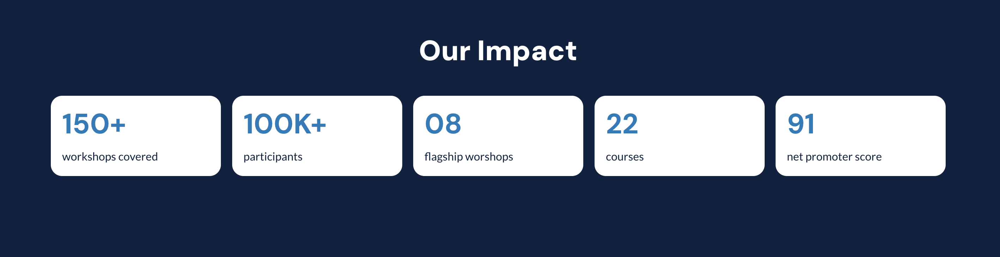 Our Impact
150+
workshops covered
100K+
participants
08
flagship worshops
22
courses
91
net promoter score